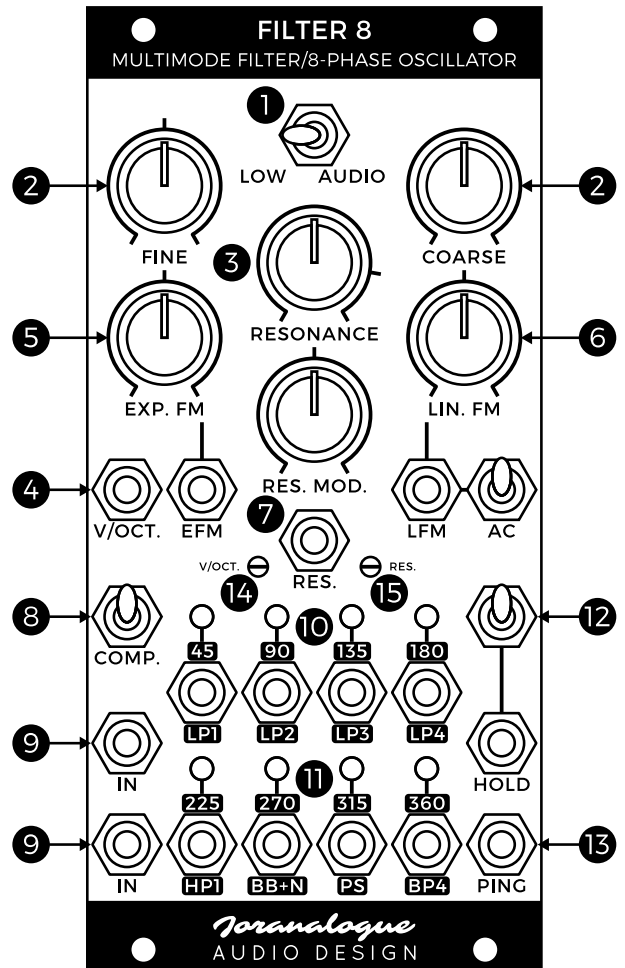 FILTER 8
MULTIMODE FILTER/8-PHASE OSCILLATOR
1
LOW AUDIO
2 2
FINE 3 COARSE
5 RESONANCE 6
EXP. FM LIN. FM
RES. MOD.
4
V/OCT. EFM 7 LFM AC
RES.
V/OCT. RES.
14 15
8 10 12
COMP. 45 90 135 180
LP1 LP2 LP3 LP4
9
IN 11 HOLD
225 270 315 360
9 13
IN HP1 BB+N PS BP4 PING
Joranalogue
AUDIO DESIGN